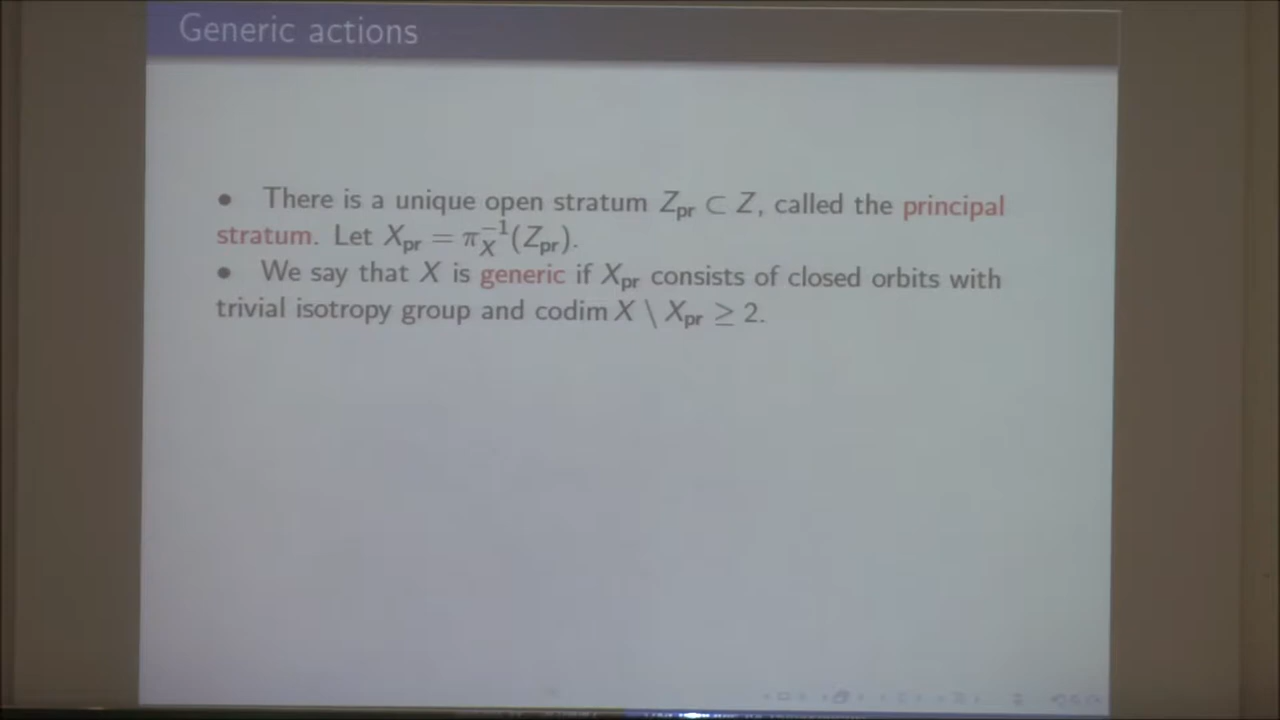 Generic actions
• There is a unique open stratum Z_pr ⊂ Z, called the principal
stratum. Let X_pr = π_X^{-1}(Z_pr).
• We say that X is generic if X_pr consists of closed orbits with
trivial isotropy group and codim X \ X_pr ≥ 2.